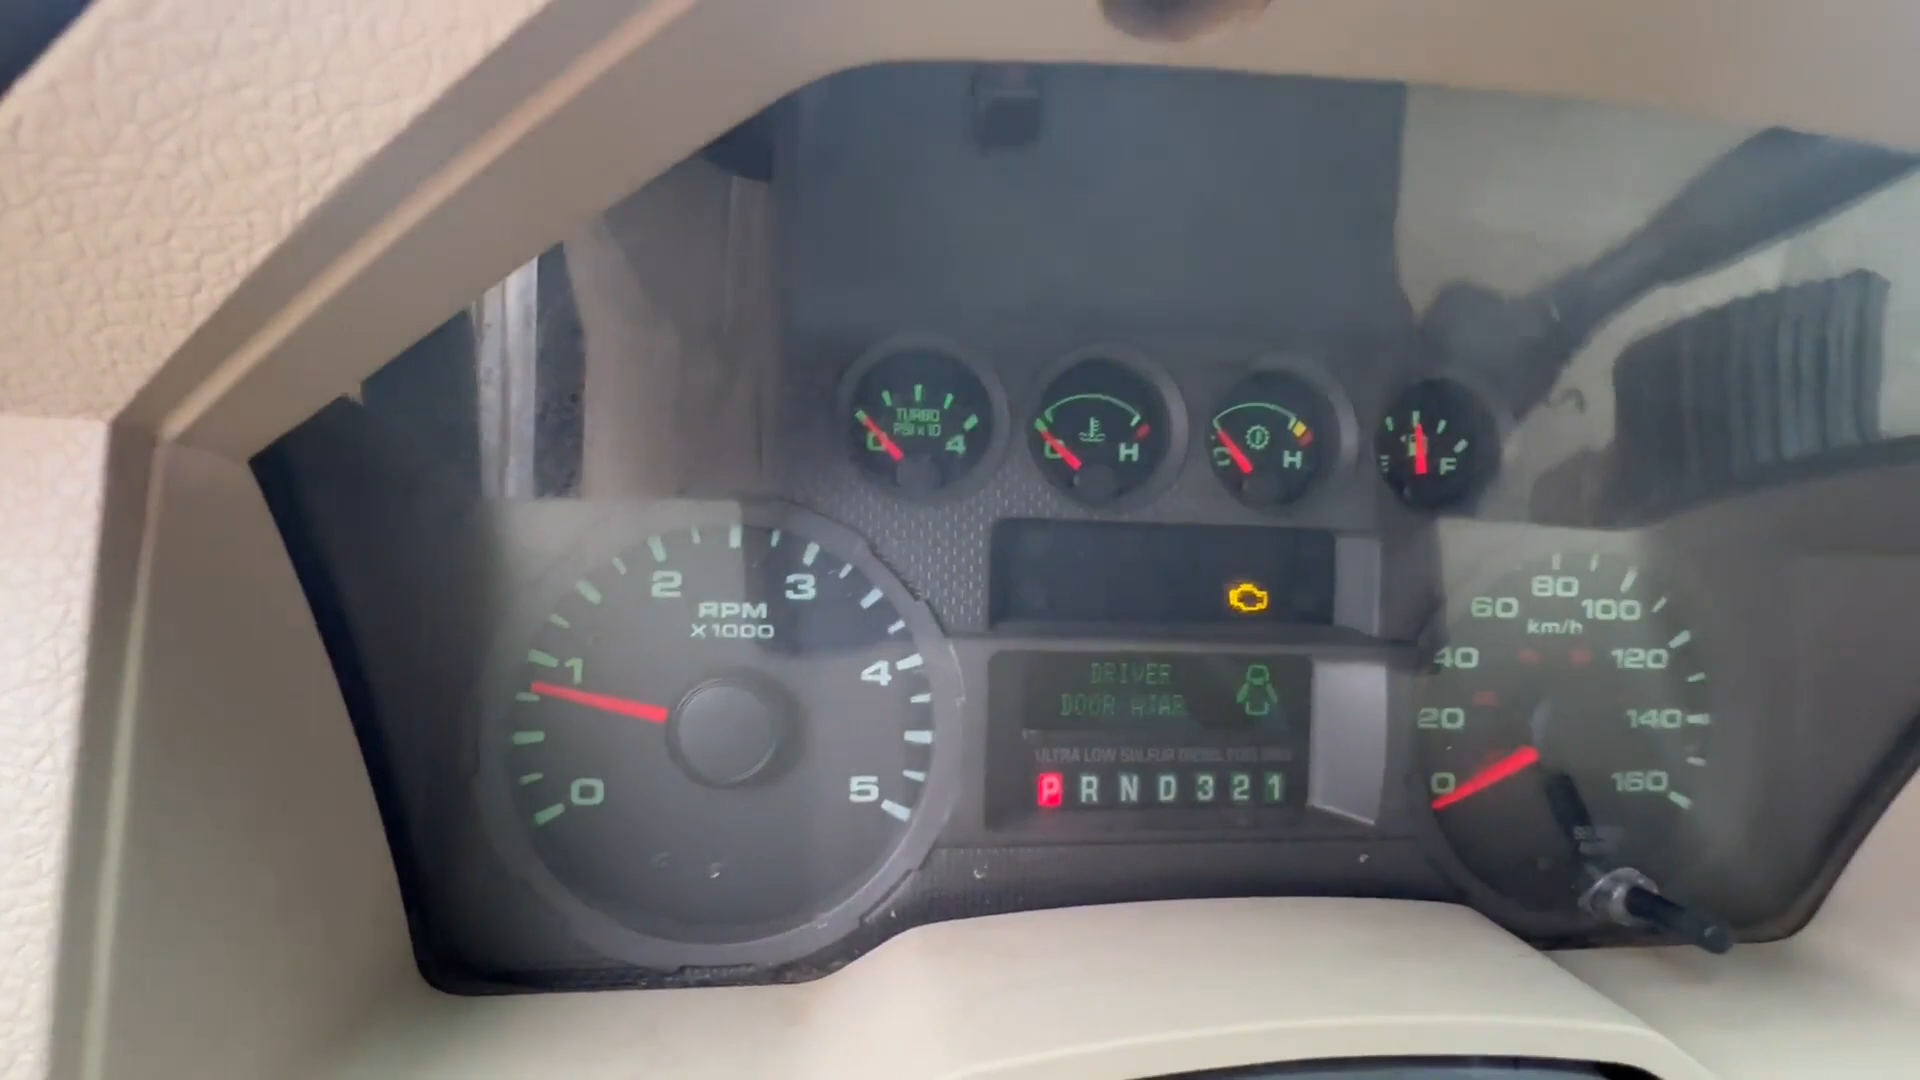 TURBO
PSI x 10
0 4
H
H
F
2 3
RPM
x1000
1 4
0 5
DRIVER
DOOR AJAR
ULTRA LOW SULFUR DIESEL FUEL ONLY
P R N D 3 2 1
80
60 100
km/h
40 120
20 140
0 160